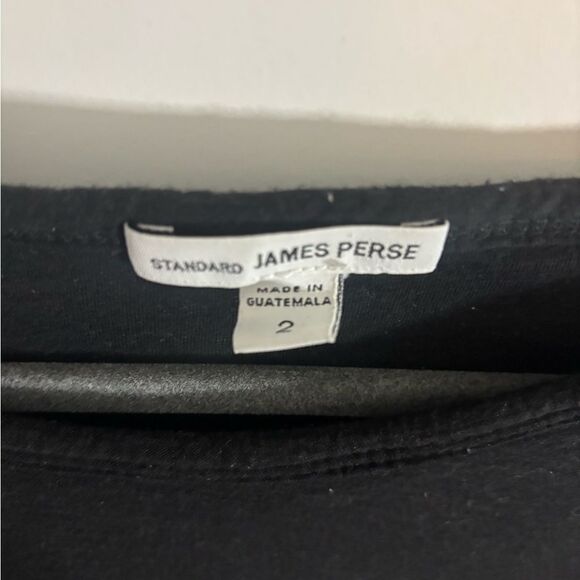 STANDARD JAMES PERSE
MADE IN
GUATEMALA
2